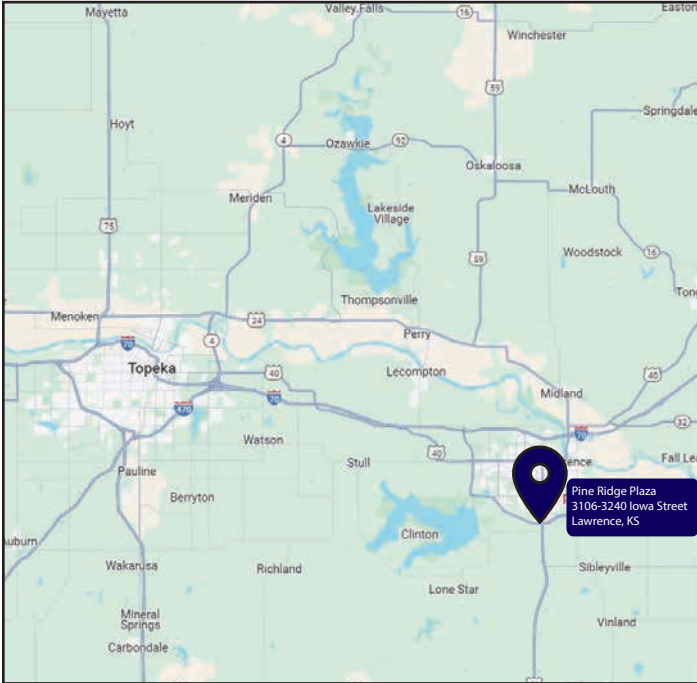 Mayetta
Valley Falls
16
Easton
Winchester
59
Hoyt
Springdale
4
Ozawkie
92
Oskaloosa
McLouth
Meriden
Lakeside
Village
75
Woodstock
16
59
Thompsonville
Tong
Menoken
24
Perry
70
4
Topeka
40
Lecompton
40
470
70
Midland
32
Watson
70
Stull
40
ence
Fall Lea
Pauline
Berryton
Pine Ridge Plaza
3106-3240 Iowa Street
Lawrence, KS
Clinton
Auburn
Wakarusa
Richland
Sibleyville
Lone Star
Mineral
Springs
Vinland
Carbondale